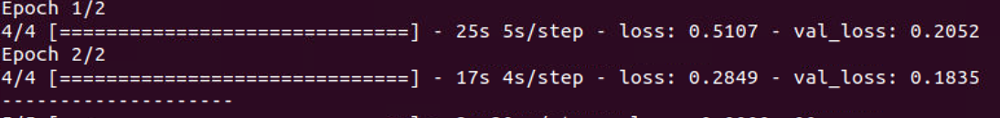 Epoch 1/2
4/4 [==============================] - 25s 5s/step - loss: 0.5107 - val_loss: 0.2052
Epoch 2/2
4/4 [==============================] - 17s 4s/step - loss: 0.2849 - val_loss: 0.1835
--------------------